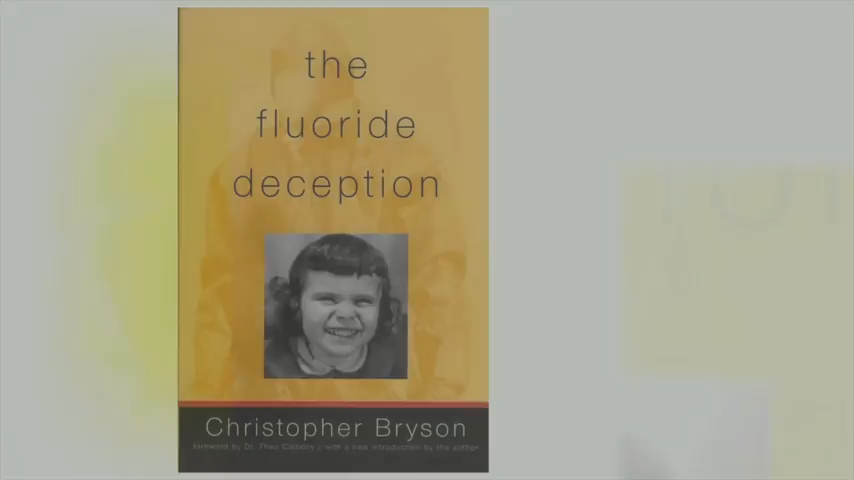 the
fluoride
deception
Christopher Bryson
foreword by Dr. Theo Colborn / with a new introduction by the author